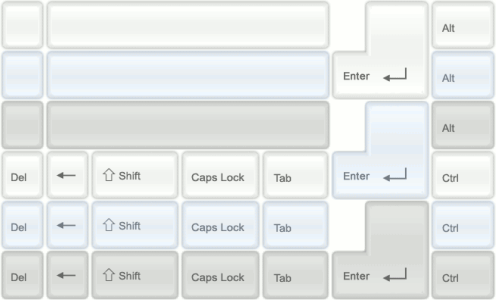 Alt
Enter Alt
Alt
Del Shift Caps Lock Tab Enter Ctrl
Del Shift Caps Lock Tab Ctrl
Del Shift Caps Lock Tab Enter Ctrl